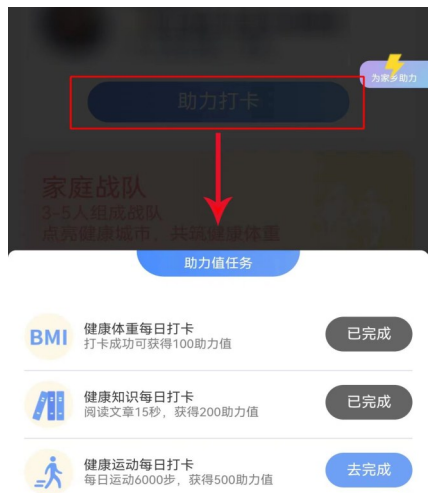 为家乡助力
助力打卡
家庭战队
3-5人组成战队
点亮健康城市，共筑健康体重
助力值任务
BMI
健康体重每日打卡
打卡成功可获得100助力值
已完成
健康知识每日打卡
阅读文章15秒，获得200助力值
已完成
健康运动每日打卡
每日运动6000步，获得500助力值
去完成